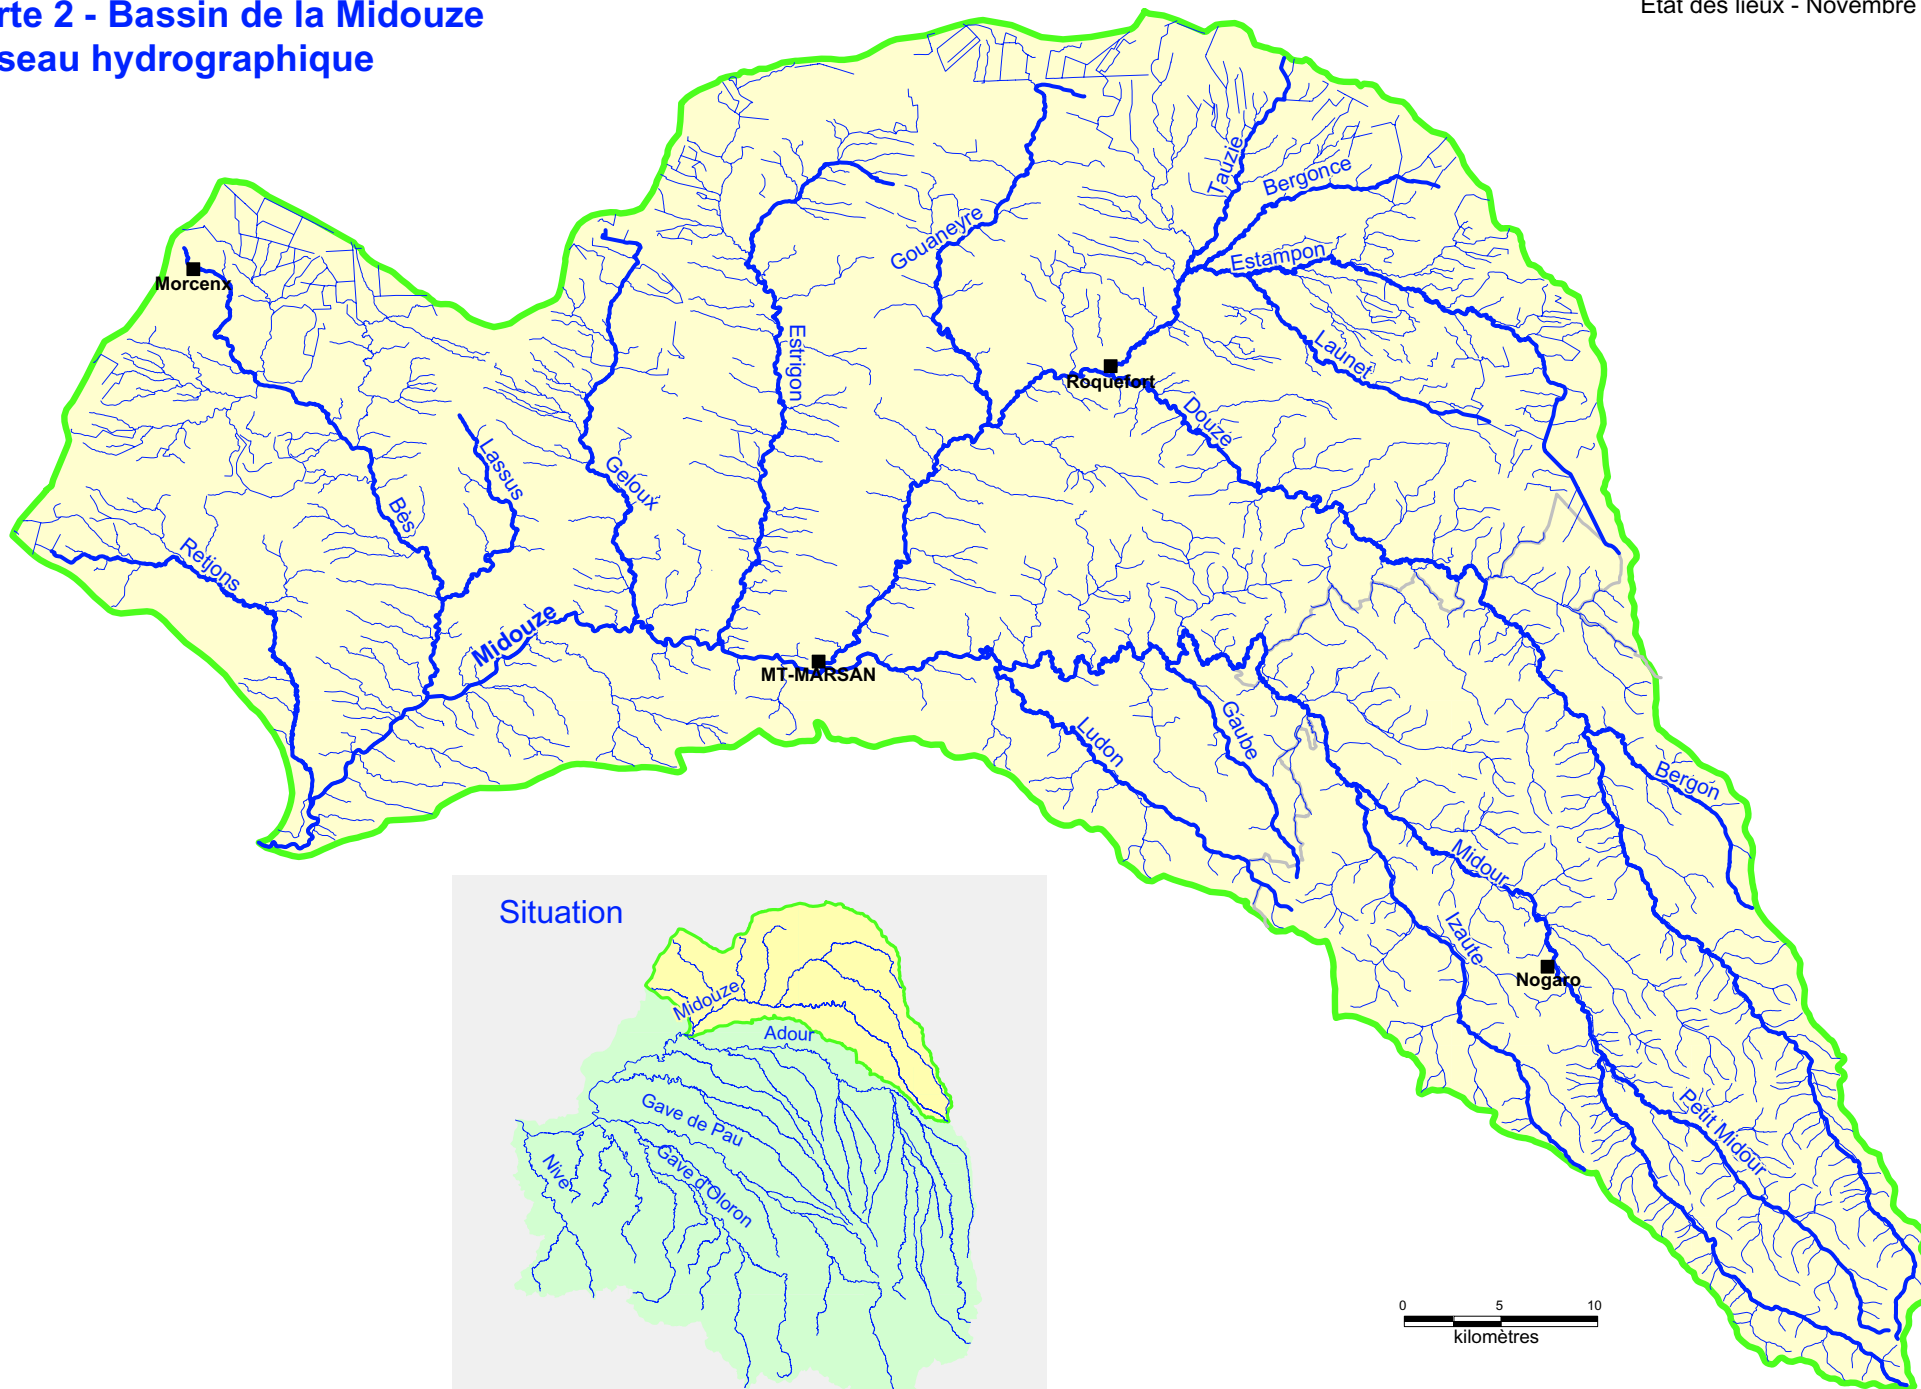 rte 2 - Bassin de la Midouze
seau hydrographique
Etat des lieux - Novembre
Tauzie
Bergonce
Gouaneyre
Estampon
Morcenx
Estrigon
Launet
Roquefort
Douze
Lassus
Geloux
Bès
Retjons
Midouze
MT-MARSAN
Ludon
Gaube
Bergon
Midour
Izaute
Nogaro
Petit Midour
Situation
Midouze
Adour
Gave de Pau
Gave d'Oloron
Nive
0 5 10
kilomètres